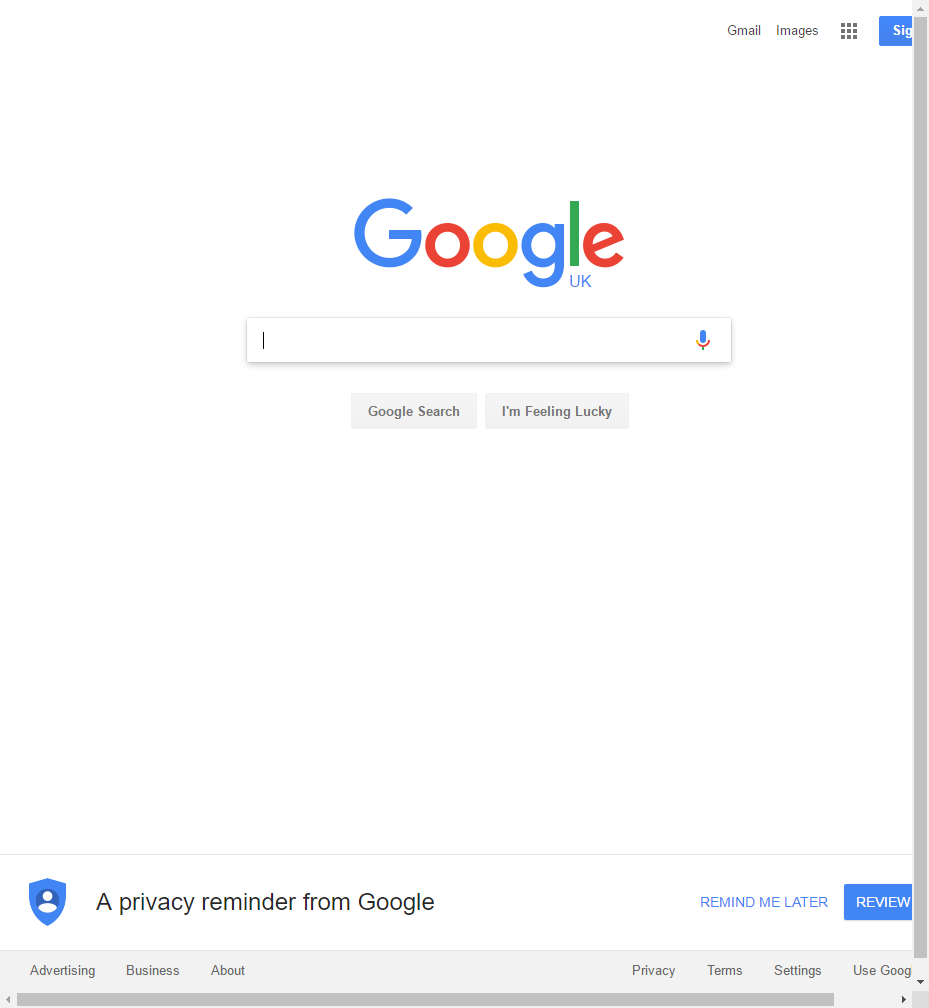 Gmail Images Sig
Google
UK
Google Search I'm Feeling Lucky
A privacy reminder from Google REMIND ME LATER REVIEW
Advertising Business About Privacy Terms Settings Use Goog